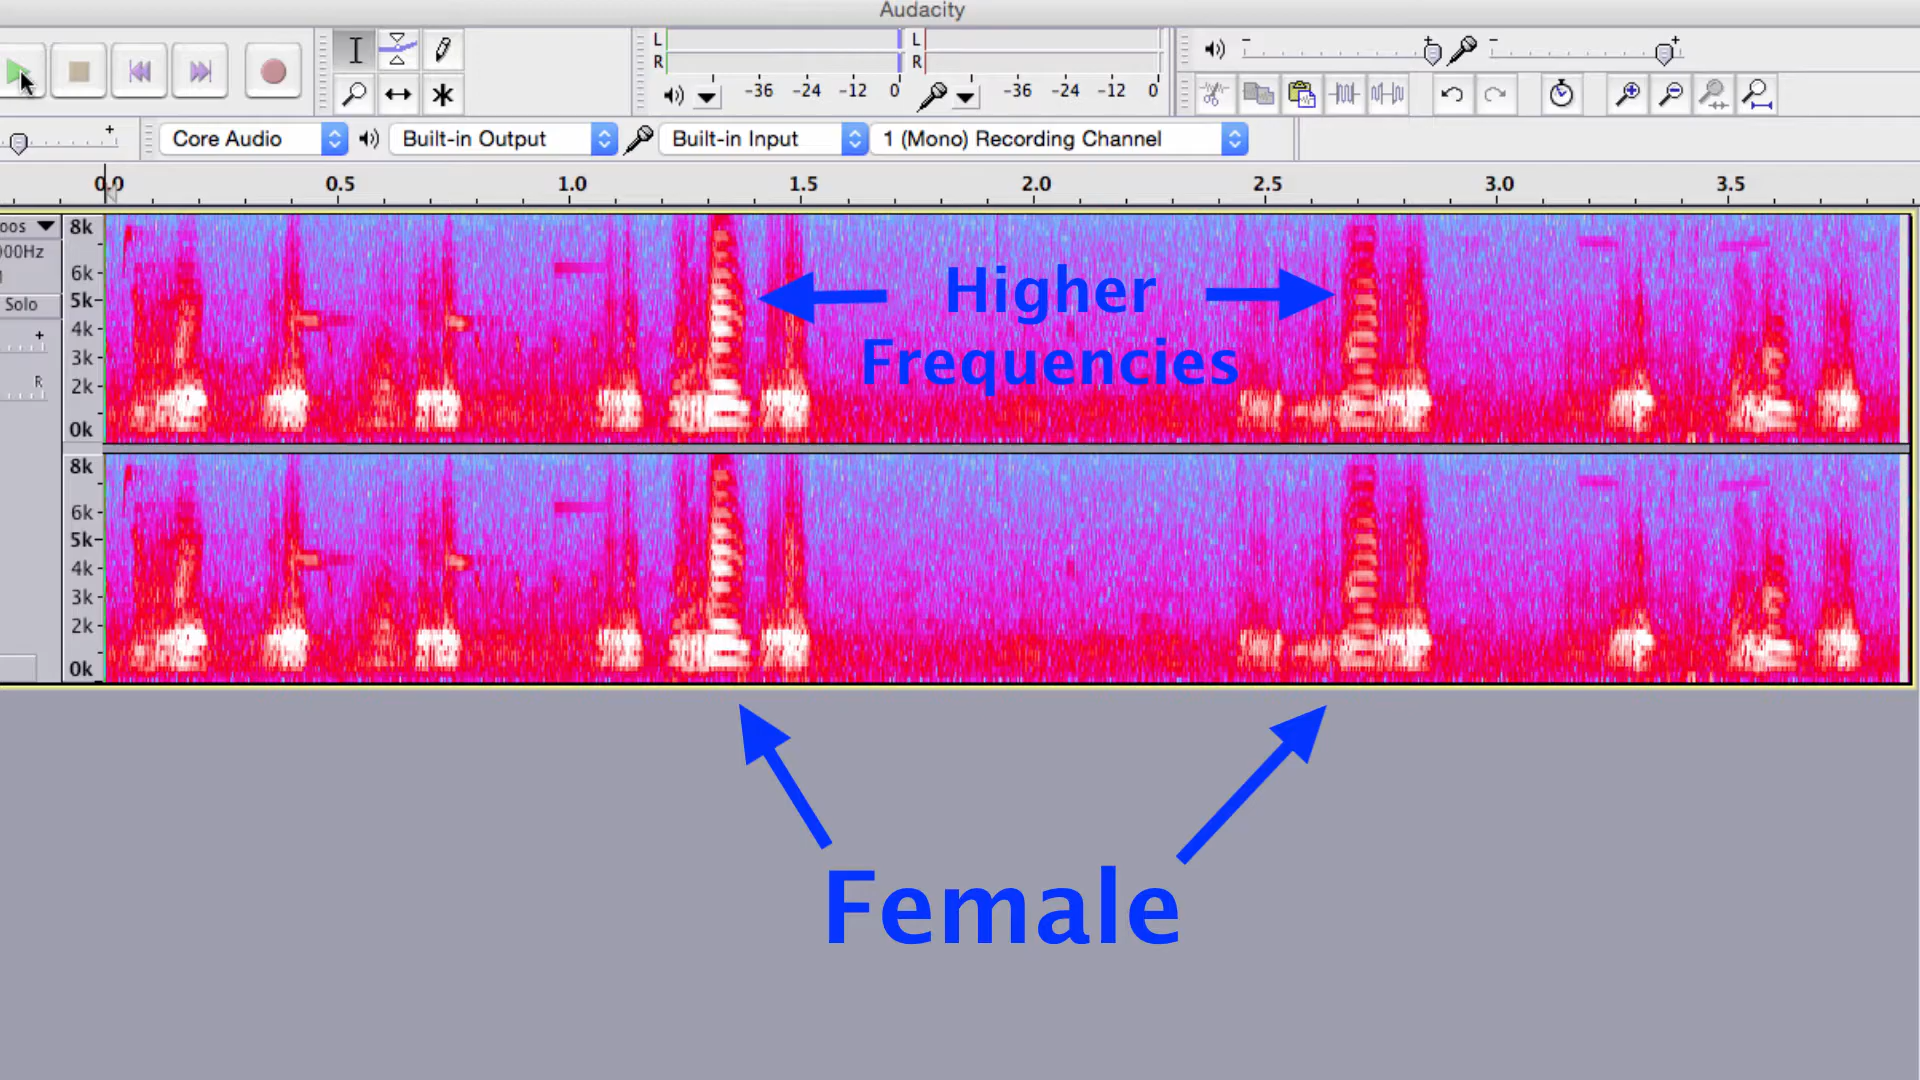 Audacity
L
R
-36 -24 -12 0
L
R
-36 -24 -12 0
- +
- +
+
Core Audio
Built-in Output
Built-in Input
1 (Mono) Recording Channel
0.0 0.5 1.0 1.5 2.0 2.5 3.0 3.5
oos
000Hz
Solo
+
R
8k
6k
5k
4k
3k
2k
0k
Higher
Frequencies
8k
6k
5k
4k
3k
2k
0k
Female